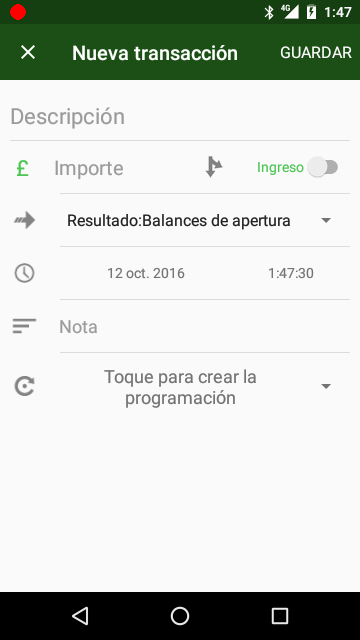 4G 1:47
Nueva transacción GUARDAR
Descripción
£ Importe Ingreso
Resultado:Balances de apertura
12 oct. 2016 1:47:30
Nota
Toque para crear la
programación